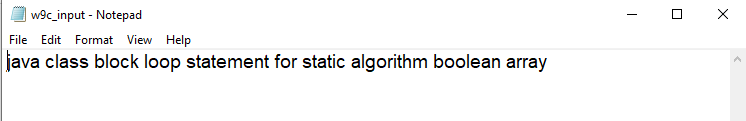 w9c_input - Notepad
File Edit Format View Help
java class block loop statement for static algorithm boolean array